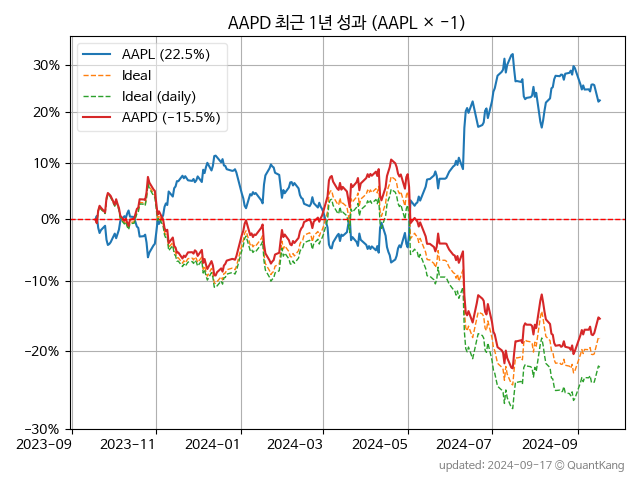 AAPD 최근 1년 성과 (AAPL × −1)
AAPL (22.5%)
Ideal
Ideal (daily)
AAPD (−15.5%)
30%
20%
10%
0%
−10%
−20%
−30%
2023-09 2023-11 2024-01 2024-03 2024-05 2024-07 2024-09
updated: 2024-09-17 © QuantKang